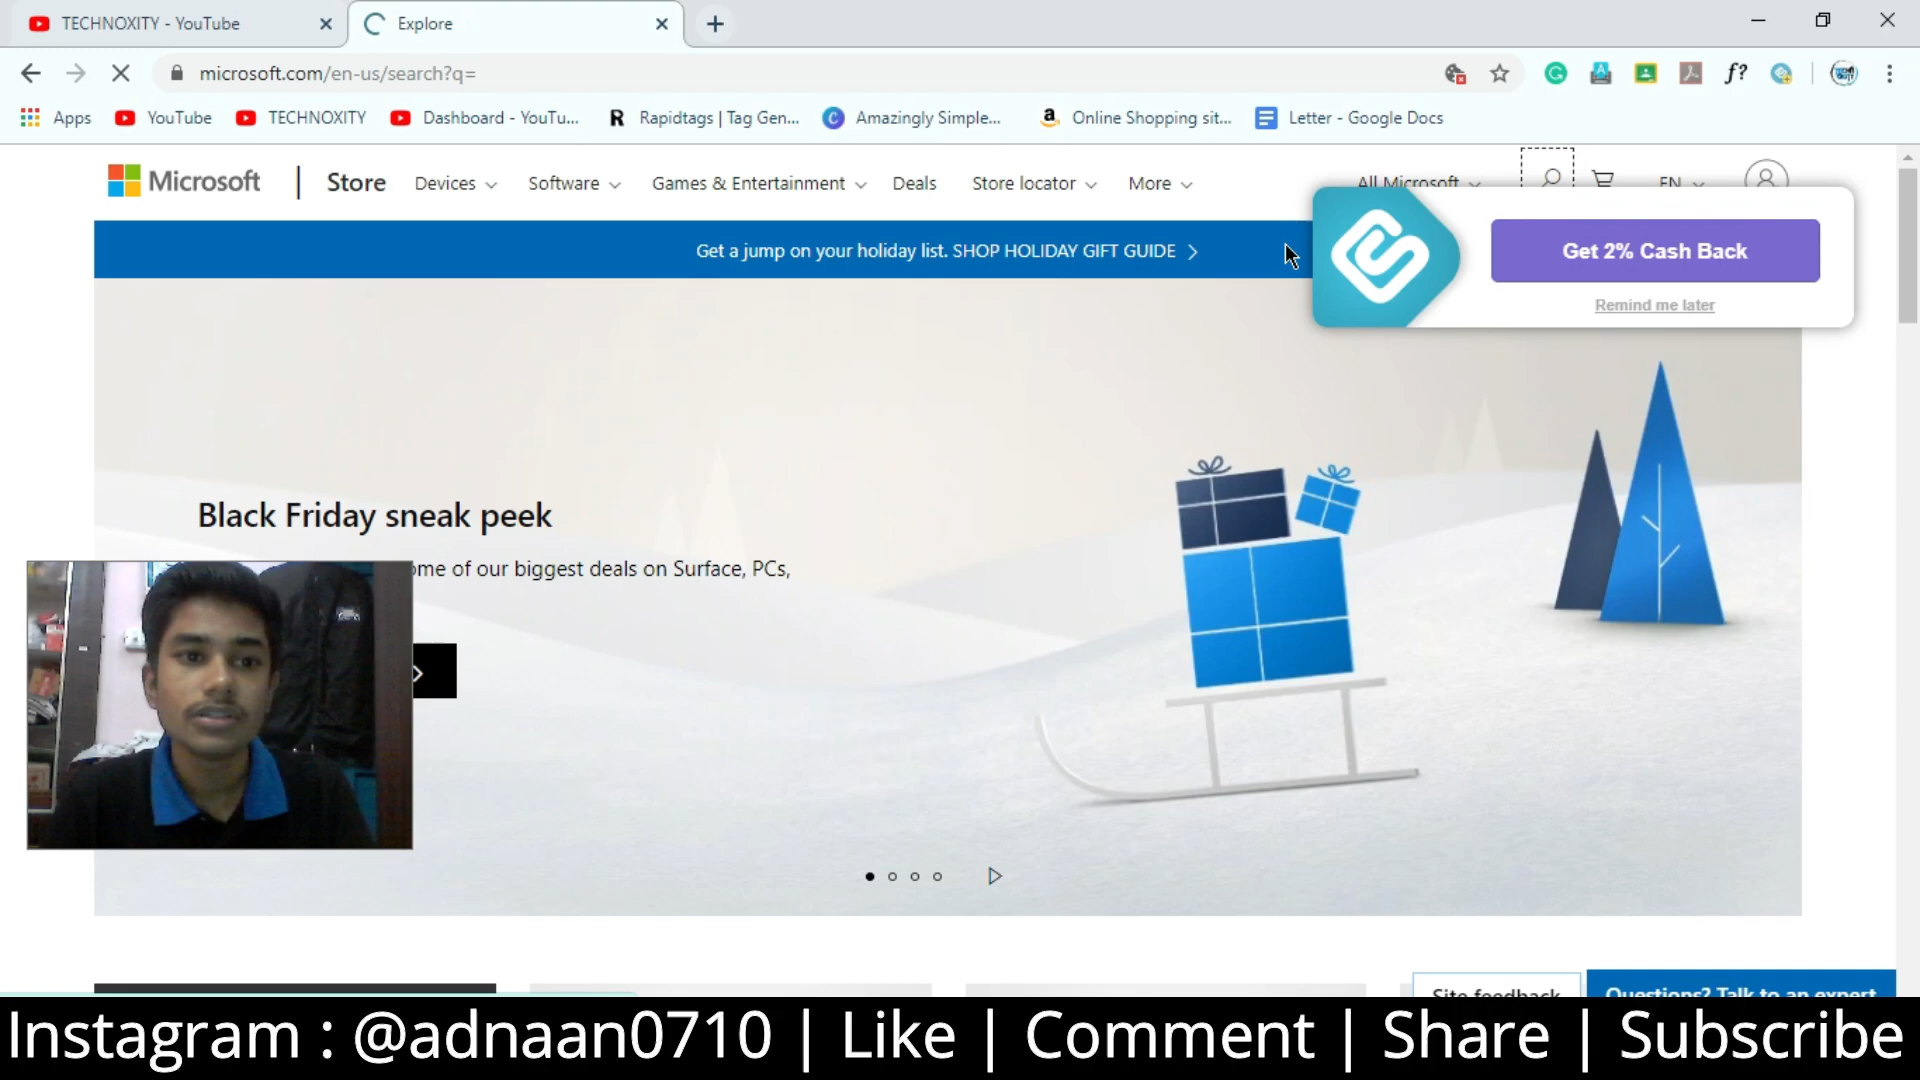 TECHNOXITY - YouTube
Explore
microsoft.com/en-us/search?q=
Apps
YouTube
TECHNOXITY
Dashboard - YouTu...
Rapidtags | Tag Gen...
Amazingly Simple...
Online Shopping sit...
Letter - Google Docs
Microsoft
Store
Devices
Software
Games & Entertainment
Deals
Store locator
More
All Microsoft
EN
Get a jump on your holiday list. SHOP HOLIDAY GIFT GUIDE
Get 2% Cash Back
Remind me later
Black Friday sneak peek
of our biggest deals on Surface, PCs,
Site feedback
Questions? Talk to an expert
Instagram : @adnaan0710 | Like | Comment | Share | Subscribe